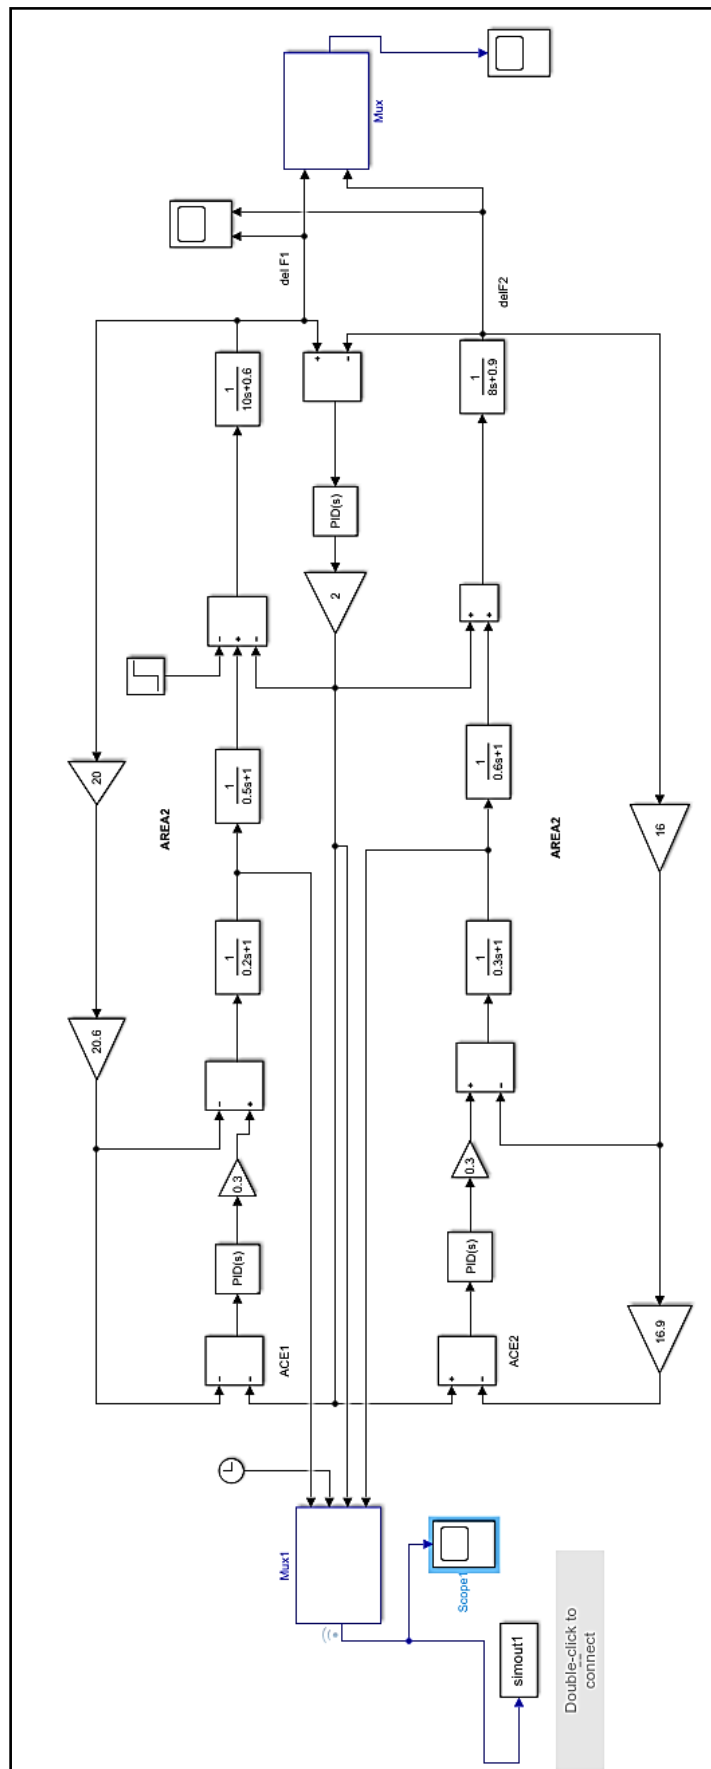 Mux
del F1
delF2
1
10s+0.6
+
-
1
8s+0.9
PID(s)
2
-
+
-
+
+
20
AREA2
1
0.5s+1
1
0.6s+1
AREA2
16
1
0.2s+1
1
0.3s+1
20.6
-
+
+
-
0.3
0.3
PID(s)
PID(s)
-
-
ACE1
+
-
ACE2
16.9
Mux1
Scope1
simout1
Double-click to
connect